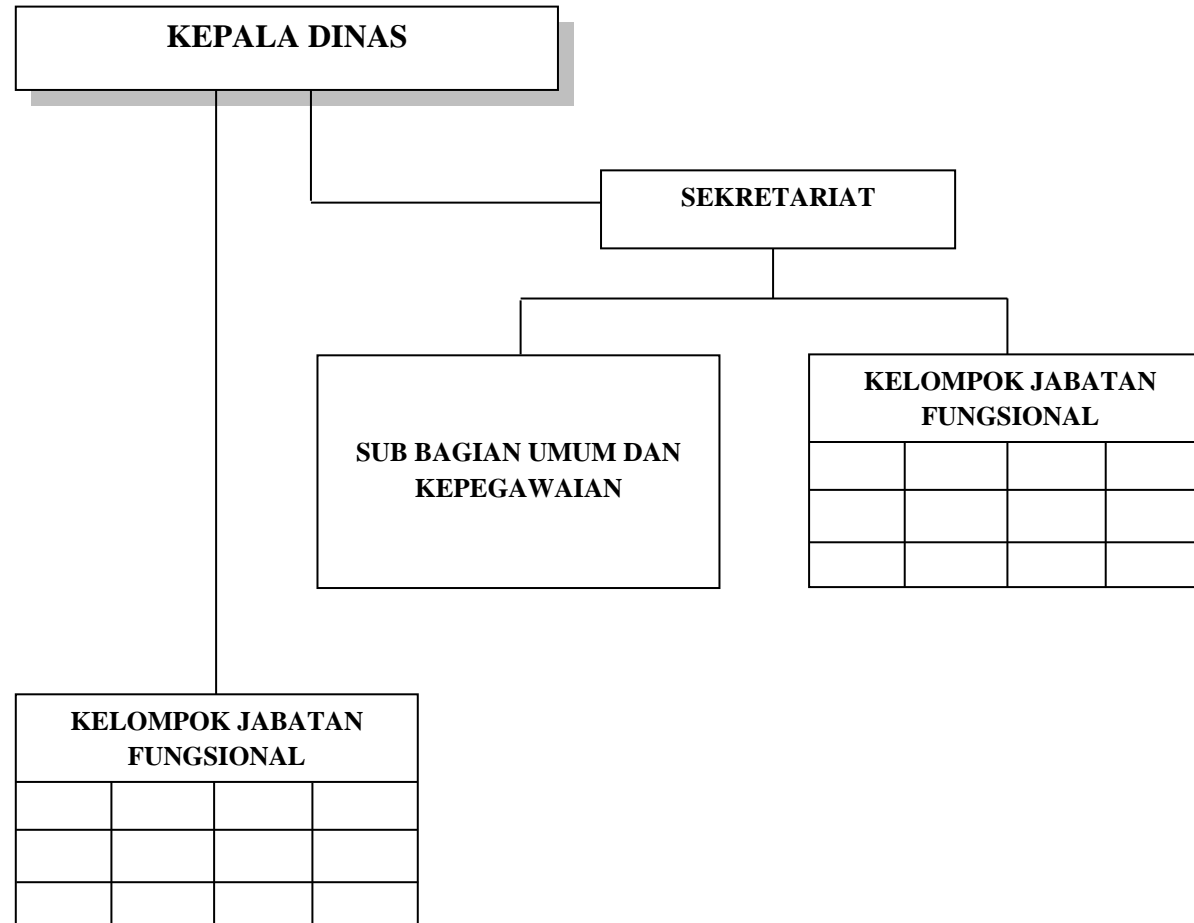 KEPALA DINAS
SEKRETARIAT
SUB BAGIAN UMUM DAN
KEPEGAWAIAN
KELOMPOK JABATAN
FUNGSIONAL
KELOMPOK JABATAN
FUNGSIONAL